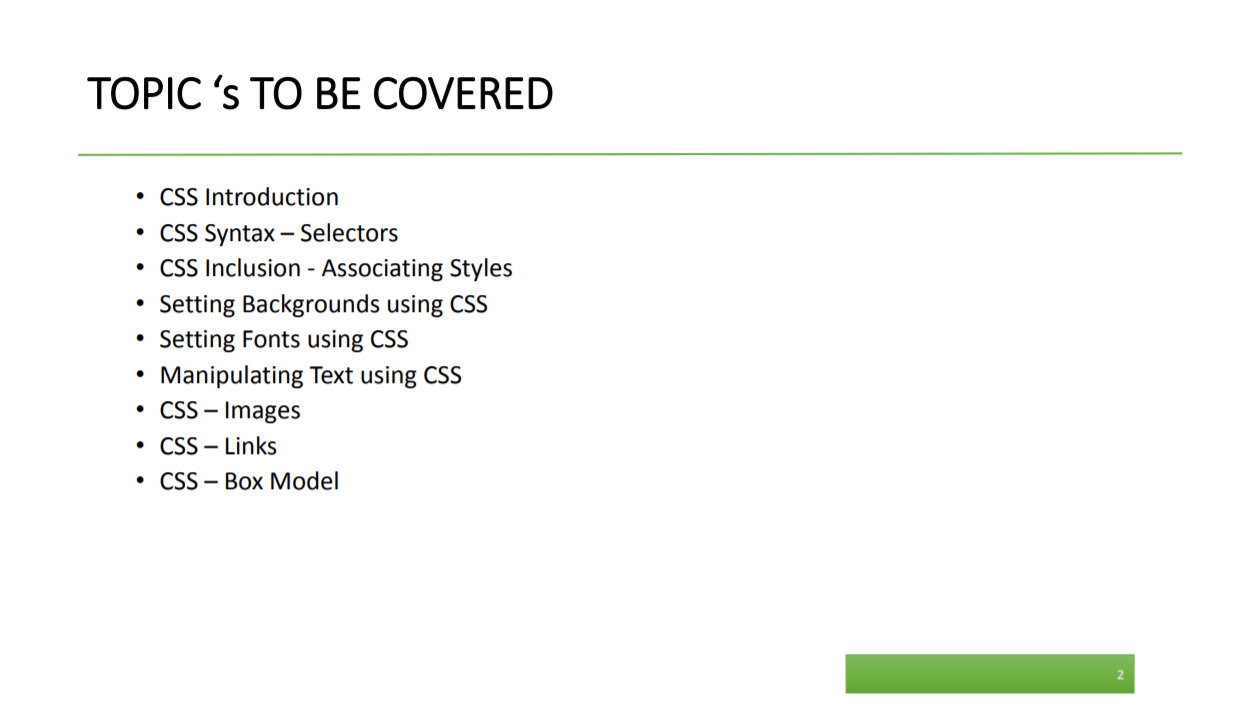 TOPIC ‘s TO BE COVERED
• CSS Introduction
• CSS Syntax – Selectors
• CSS Inclusion - Associating Styles
• Setting Backgrounds using CSS
• Setting Fonts using CSS
• Manipulating Text using CSS
• CSS – Images
• CSS – Links
• CSS – Box Model
2